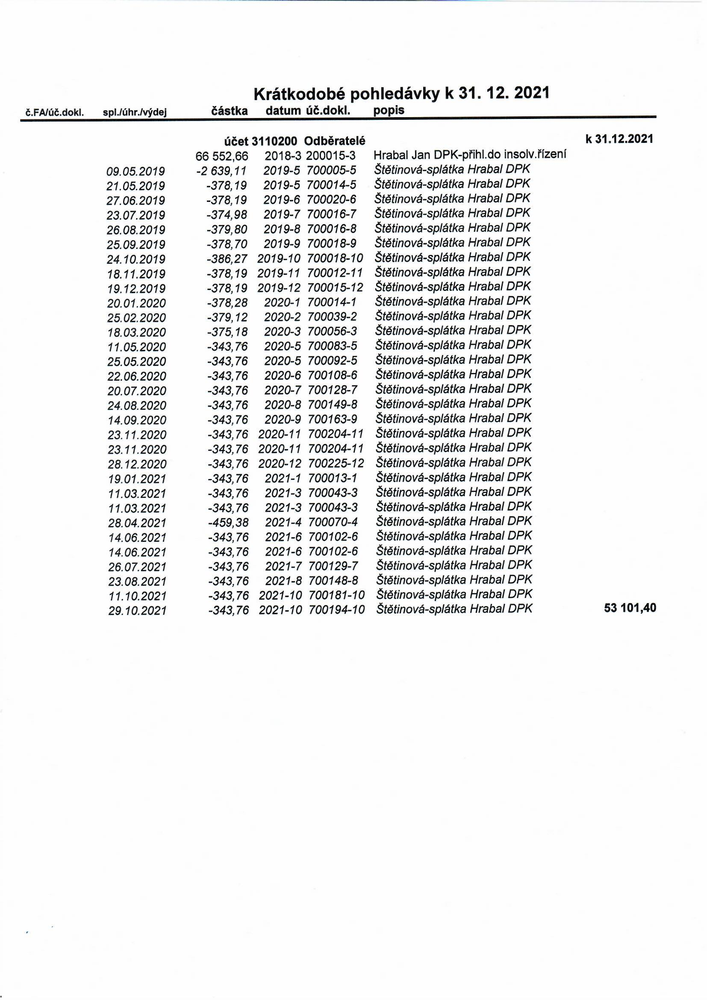 Krátkodobé pohledávky k 31. 12. 2021
č.FA/úč.dokl. spl./úhr./výdej částka datum úč.dokl. popis
účet 3110200 Odběratelé k 31.12.2021
66 552,66 2018-3 200015-3 Hrabal Jan DPK-přihl.do insolv.řízení
09.05.2019 -2 639,11 2019-5 700005-5 Štětinová-splátka Hrabal DPK
21.05.2019 -378,19 2019-5 700014-5 Štětinová-splátka Hrabal DPK
27.06.2019 -378,19 2019-6 700020-6 Štětinová-splátka Hrabal DPK
23.07.2019 -374,98 2019-7 700016-7 Štětinová-splátka Hrabal DPK
26.08.2019 -379,80 2019-8 700016-8 Štětinová-splátka Hrabal DPK
25.09.2019 -378,70 2019-9 700018-9 Štětinová-splátka Hrabal DPK
24.10.2019 -386,27 2019-10 700018-10 Štětinová-splátka Hrabal DPK
18.11.2019 -378,19 2019-11 700012-11 Štětinová-splátka Hrabal DPK
19.12.2019 -378,19 2019-12 700015-12 Štětinová-splátka Hrabal DPK
20.01.2020 -378,28 2020-1 700014-1 Štětinová-splátka Hrabal DPK
25.02.2020 -379,12 2020-2 700039-2 Štětinová-splátka Hrabal DPK
18.03.2020 -375,18 2020-3 700056-3 Štětinová-splátka Hrabal DPK
11.05.2020 -343,76 2020-5 700083-5 Štětinová-splátka Hrabal DPK
25.05.2020 -343,76 2020-5 700092-5 Štětinová-splátka Hrabal DPK
22.06.2020 -343,76 2020-6 700108-6 Štětinová-splátka Hrabal DPK
20.07.2020 -343,76 2020-7 700128-7 Štětinová-splátka Hrabal DPK
24.08.2020 -343,76 2020-8 700149-8 Štětinová-splátka Hrabal DPK
14.09.2020 -343,76 2020-9 700163-9 Štětinová-splátka Hrabal DPK
23.11.2020 -343,76 2020-11 700204-11 Štětinová-splátka Hrabal DPK
23.11.2020 -343,76 2020-11 700204-11 Štětinová-splátka Hrabal DPK
28.12.2020 -343,76 2020-12 700225-12 Štětinová-splátka Hrabal DPK
19.01.2021 -343,76 2021-1 700013-1 Štětinová-splátka Hrabal DPK
11.03.2021 -343,76 2021-3 700043-3 Štětinová-splátka Hrabal DPK
11.03.2021 -343,76 2021-3 700043-3 Štětinová-splátka Hrabal DPK
28.04.2021 -459,38 2021-4 700070-4 Štětinová-splátka Hrabal DPK
14.06.2021 -343,76 2021-6 700102-6 Štětinová-splátka Hrabal DPK
14.06.2021 -343,76 2021-6 700102-6 Štětinová-splátka Hrabal DPK
26.07.2021 -343,76 2021-7 700129-7 Štětinová-splátka Hrabal DPK
23.08.2021 -343,76 2021-8 700148-8 Štětinová-splátka Hrabal DPK
11.10.2021 -343,76 2021-10 700181-10 Štětinová-splátka Hrabal DPK
29.10.2021 -343,76 2021-10 700194-10 Štětinová-splátka Hrabal DPK 53 101,40